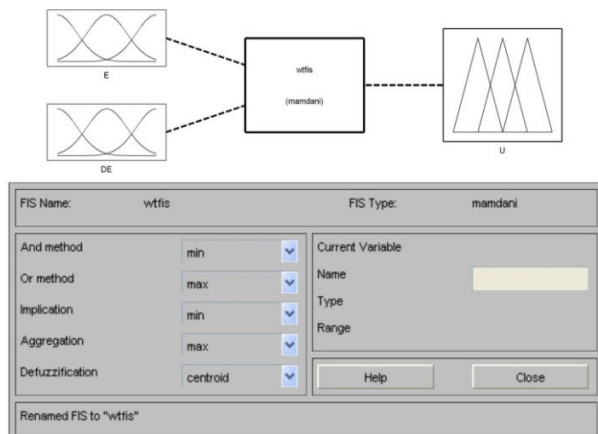 E
wtfis
(mamdani)
DE
U
FIS Name: wtfis FIS Type: mamdani
And method min
Or method max
Implication min
Aggregation max
Defuzzification centroid
Current Variable
Name
Type
Range
Help Close
Renamed FIS to "wtfis"